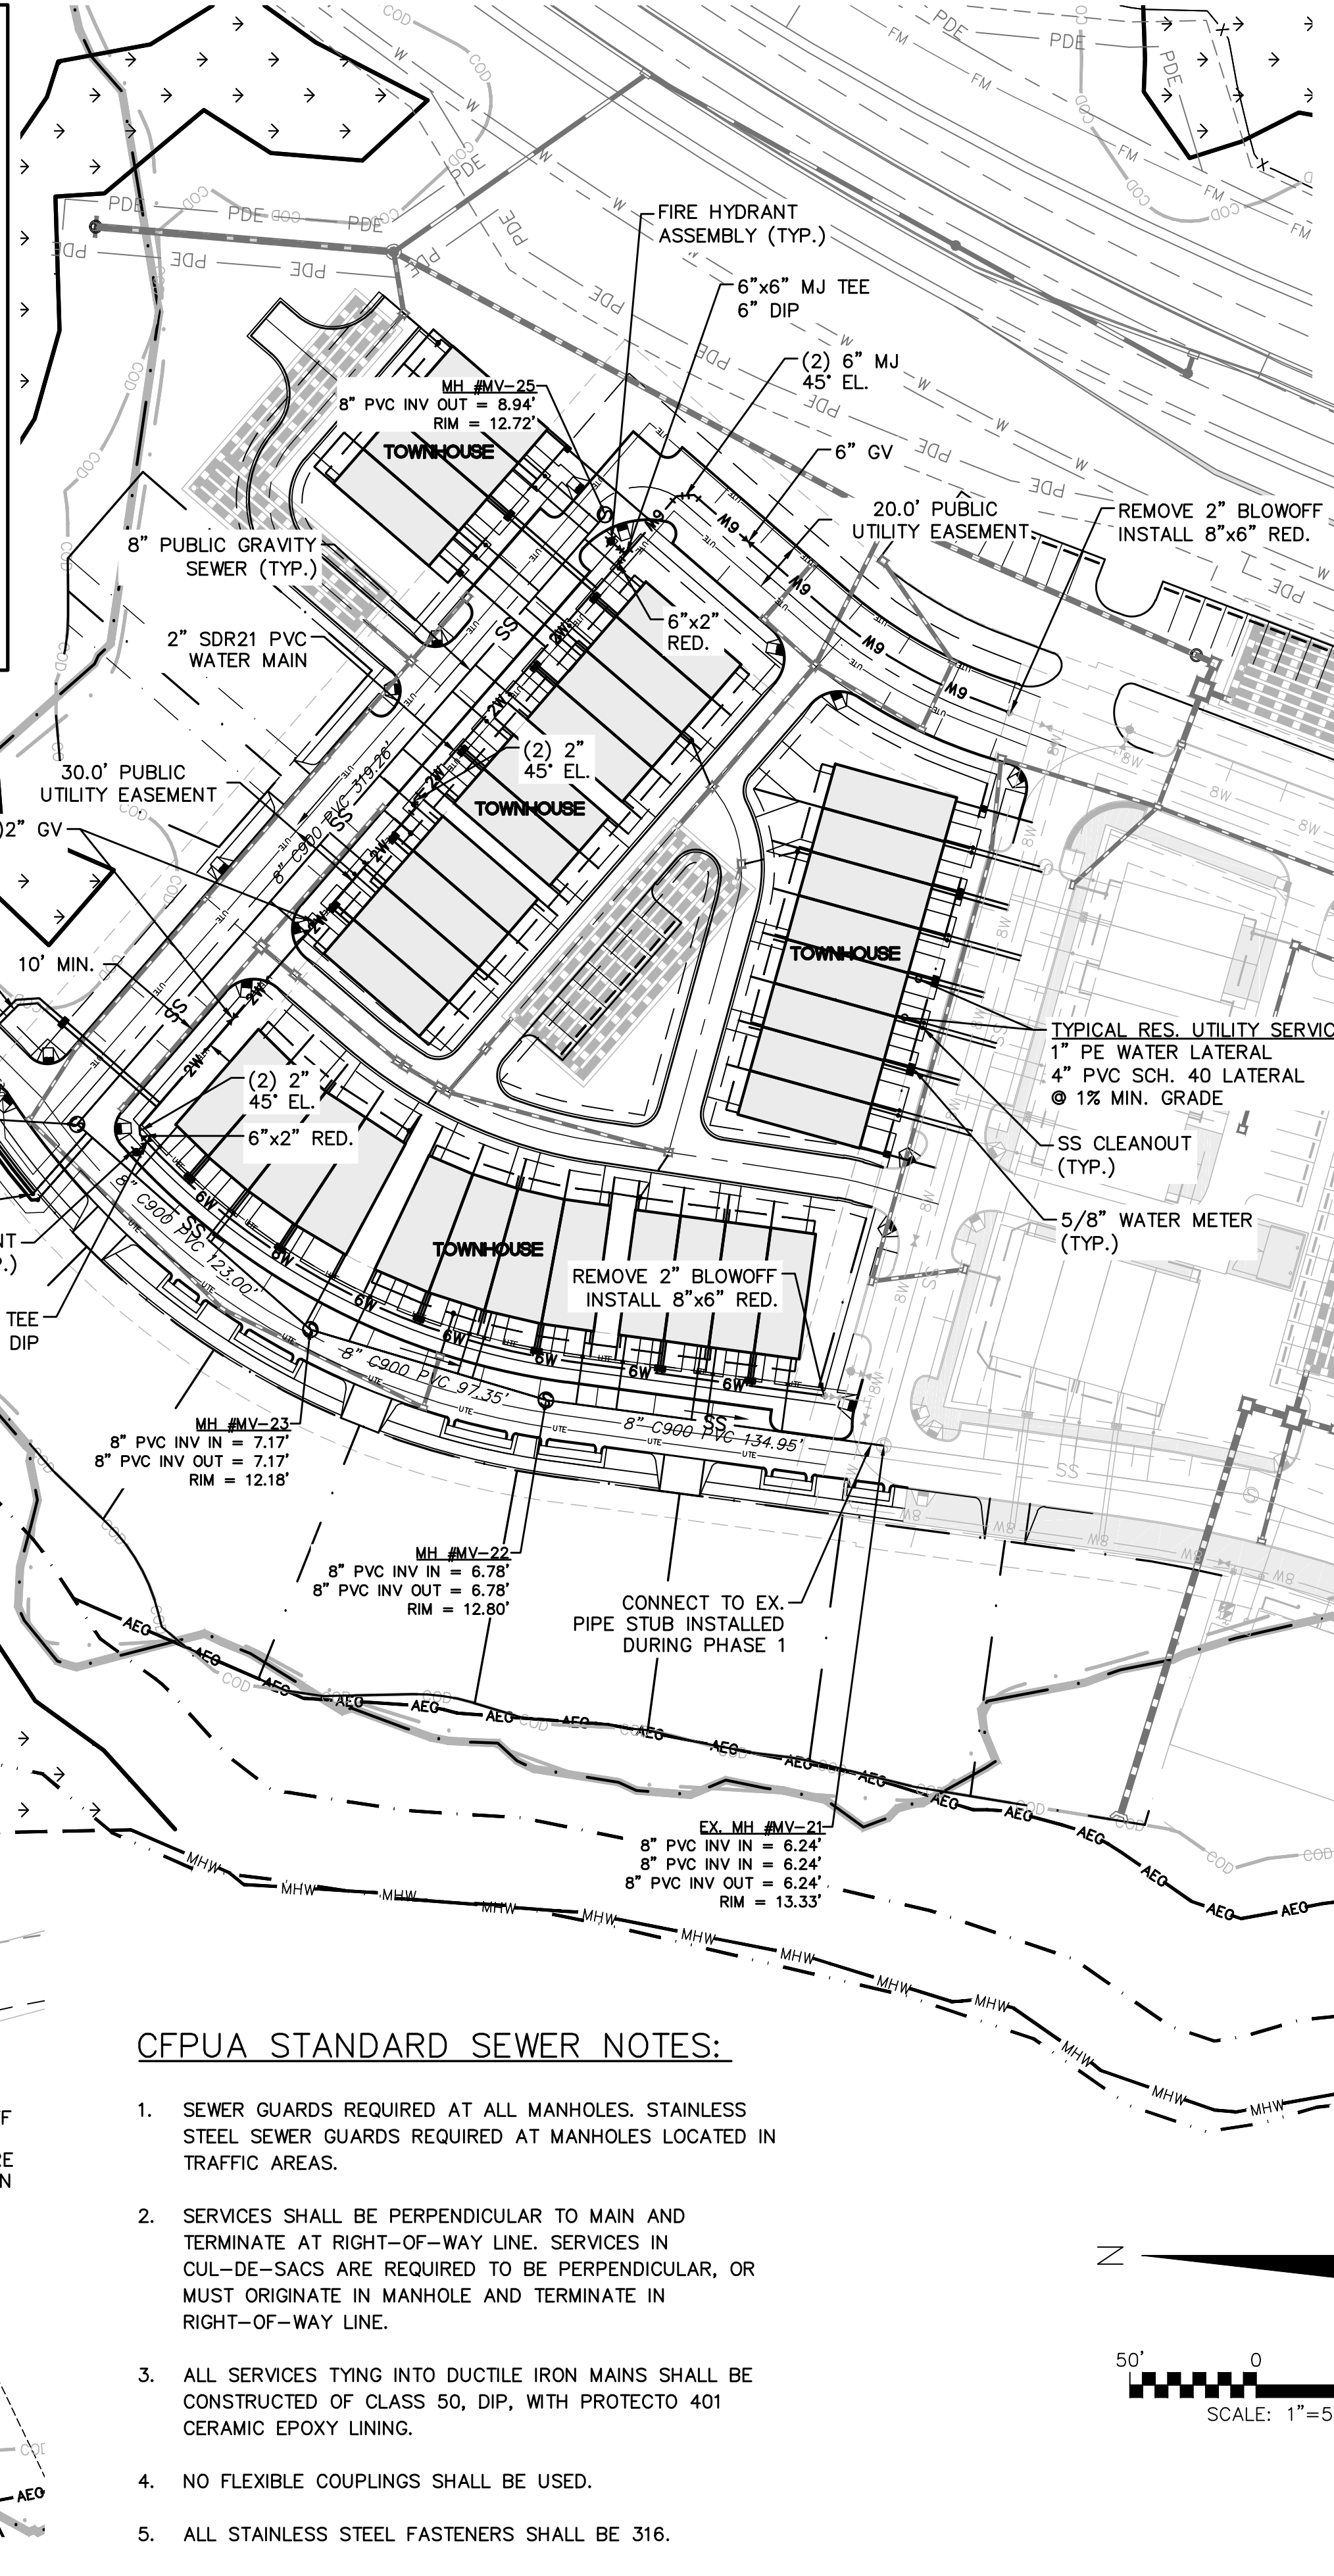 FIRE HYDRANT
ASSEMBLY (TYP.)
6"x6" MJ TEE
6" DIP
(2) 6" MJ
45° EL.
MH #MV-25
8" PVC INV OUT = 8.94'
RIM = 12.72'
TOWNHOUSE
6" GV
20.0' PUBLIC
UTILITY EASEMENT
REMOVE 2" BLOWOFF
INSTALL 8"x6" RED.
8" PUBLIC GRAVITY
SEWER (TYP.)
2" SDR21 PVC
WATER MAIN
6"x2"
RED.
(2) 2"
45° EL.
TOWNHOUSE
30.0' PUBLIC
UTILITY EASEMENT
)2" GV
8" C900 PVC 319.26'
10' MIN.
TOWNHOUSE
TYPICAL RES. UTILITY SERVIC
1" PE WATER LATERAL
4" PVC SCH. 40 LATERAL
@ 1% MIN. GRADE
SS CLEANOUT
(TYP.)
5/8" WATER METER
(TYP.)
(2) 2"
45° EL.
6"x2" RED.
8" C900 PVC 123.00'
TOWNHOUSE
REMOVE 2" BLOWOFF
INSTALL 8"x6" RED.
NT
P.)
TEE
DIP
8" C900 PVC 97.35'
8" C900 PVC 134.95'
MH #MV-23
8" PVC INV IN = 7.17'
8" PVC INV OUT = 7.17'
RIM = 12.18'
MH #MV-22
8" PVC INV IN = 6.78'
8" PVC INV OUT = 6.78'
RIM = 12.80'
CONNECT TO EX.
PIPE STUB INSTALLED
DURING PHASE 1
EX. MH #MV-21
8" PVC INV IN = 6.24'
8" PVC INV IN = 6.24'
8" PVC INV OUT = 6.24'
RIM = 13.33'
CFPUA STANDARD SEWER NOTES:
1. SEWER GUARDS REQUIRED AT ALL MANHOLES. STAINLESS
STEEL SEWER GUARDS REQUIRED AT MANHOLES LOCATED IN
TRAFFIC AREAS.
2. SERVICES SHALL BE PERPENDICULAR TO MAIN AND
TERMINATE AT RIGHT-OF-WAY LINE. SERVICES IN
CUL-DE-SACS ARE REQUIRED TO BE PERPENDICULAR, OR
MUST ORIGINATE IN MANHOLE AND TERMINATE IN
RIGHT-OF-WAY LINE.
3. ALL SERVICES TYING INTO DUCTILE IRON MAINS SHALL BE
CONSTRUCTED OF CLASS 50, DIP, WITH PROTECTO 401
CERAMIC EPOXY LINING.
4. NO FLEXIBLE COUPLINGS SHALL BE USED.
5. ALL STAINLESS STEEL FASTENERS SHALL BE 316.
N
50' 0
SCALE: 1"=5